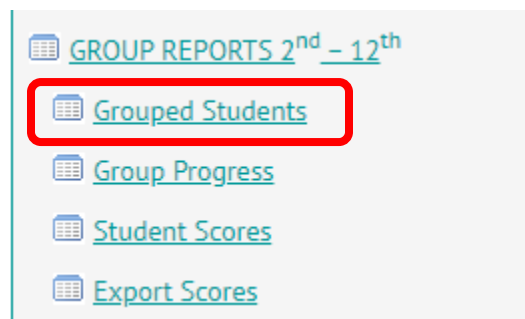 GROUP REPORTS 2nd – 12th
Grouped Students
Group Progress
Student Scores
Export Scores